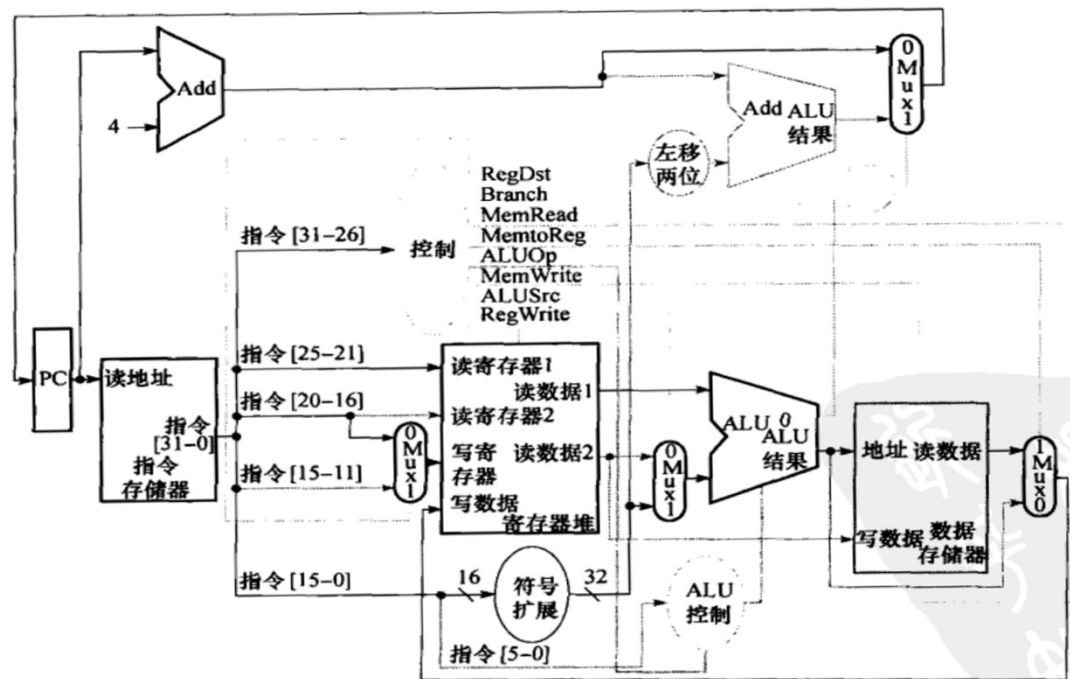 Add
4
0
Mux
1
Add
ALU
结果
左移
两位
RegDst
Branch
MemRead
MemtoReg
ALUOp
MemWrite
ALUSrc
RegWrite
指令 [31-26]
控制
PC
读地址
指令
[31-0]
指令
存储器
指令 [25-21]
指令 [20-16]
指令 [15-11]
0
Mux
1
读寄存器1
读数据1
读寄存器2
写寄
存器
读数据2
写数据
寄存器堆
0
Mux
1
ALU
0
ALU
结果
地址
读数据
写数据
数据
存储器
1
Mux
0
指令 [15-0]
16
符号
扩展
32
ALU
控制
指令 [5-0]